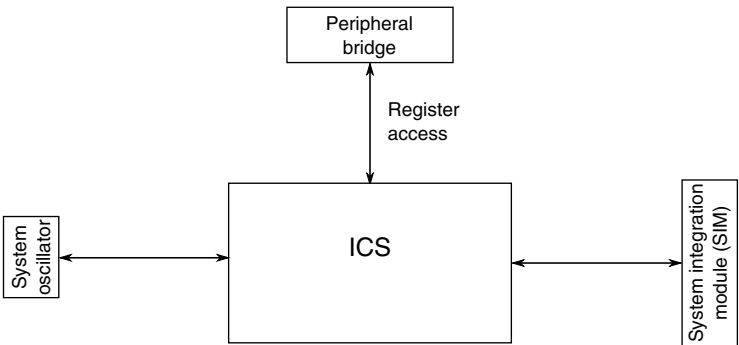 Peripheral
bridge
Register
access
ICS
System
oscillator
System integration
module (SIM)